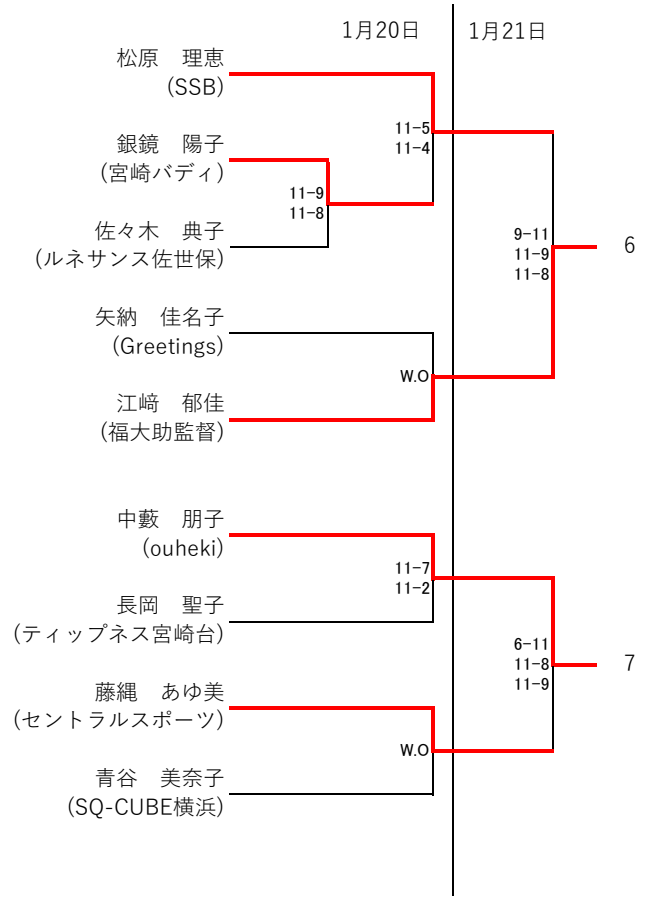 1月20日
1月21日
松原　理恵
(SSB)
11-5
11-4
銀鏡　陽子
(宮崎バディ)
11-9
11-8
佐々木　典子
(ルネサンス佐世保)
9-11
11-9
11-8
6
矢納　佳名子
(Greetings)
W.O
江﨑　郁佳
(福大助監督)
中藪　朋子
(ouheki)
11-7
11-2
長岡　聖子
(ティップネス宮崎台)
6-11
11-8
11-9
7
藤縄　あゆ美
(セントラルスポーツ)
W.O
青谷　美奈子
(SQ-CUBE横浜)